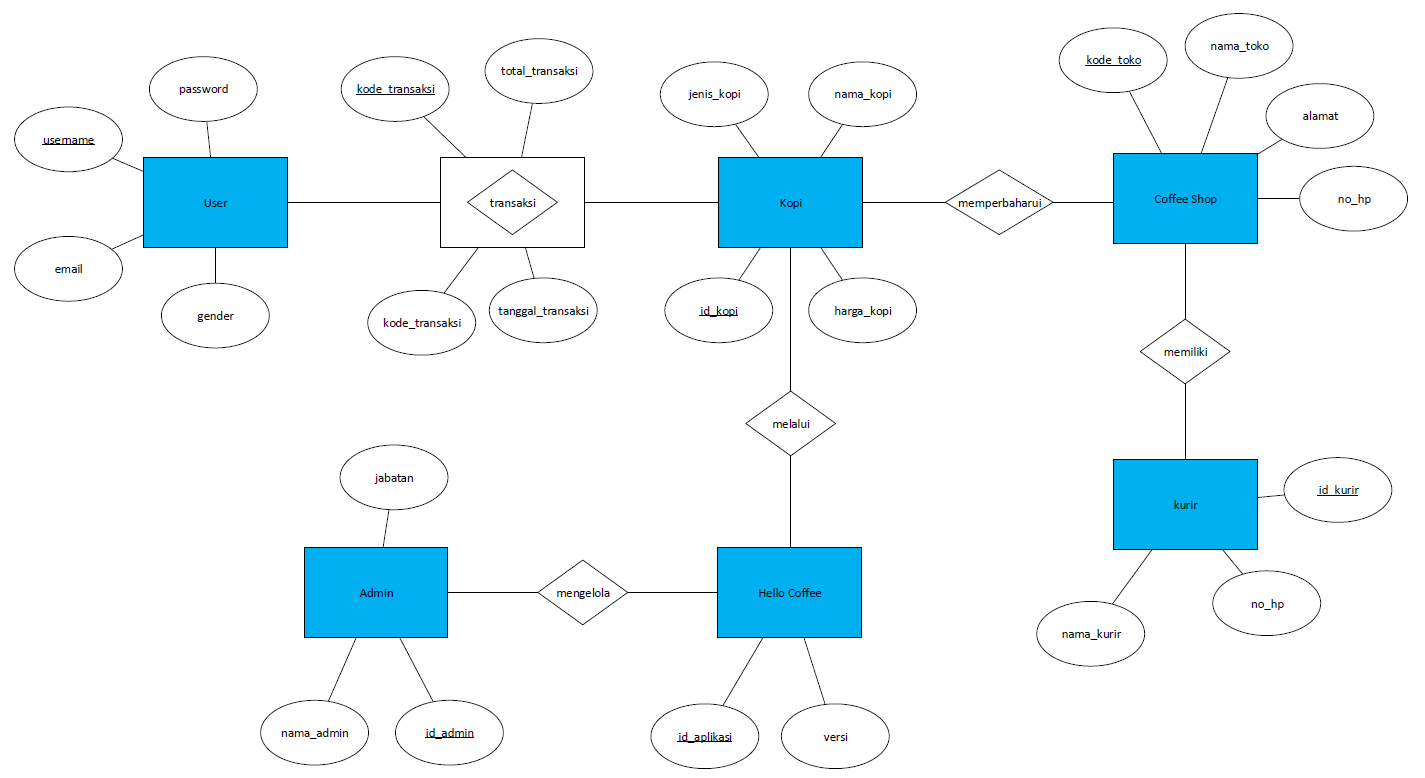 kode_toko
nama_toko
password
kode_transaksi
total_transaksi
jenis_kopi
nama_kopi
alamat
username
User
transaksi
Kopi
memperbaharui
Coffee Shop
no_hp
email
gender
kode_transaksi
tanggal_transaksi
id_kopi
harga_kopi
memiliki
melalui
jabatan
kurir
id_kurir
Admin
mengelola
Hello Coffee
no_hp
nama_kurir
nama_admin
id_admin
id_aplikasi
versi